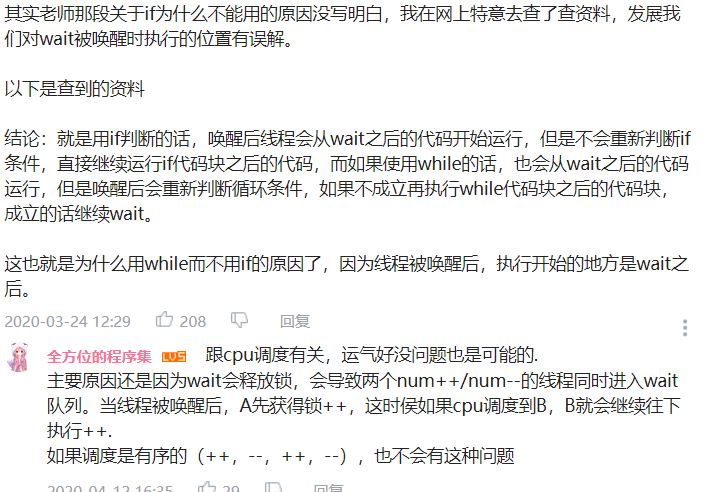 其实老师那段关于if为什么不能用的原因没写明白，我在网上特意去查了查资料，发展我
们对wait被唤醒时执行的位置有误解。
以下是查到的资料
结论：就是用if判断的话，唤醒后线程会从wait之后的代码开始运行，但是不会重新判断if
条件，直接继续运行if代码块之后的代码，而如果使用while的话，也会从wait之后的代码
运行，但是唤醒后会重新判断循环条件，如果不成立再执行while代码块之后的代码块，
成立的话继续wait。
这也就是为什么用while而不用if的原因了，因为线程被唤醒后，执行开始的地方是wait之
后。
2020-03-24 12:29 208 回复
全方位的程序集 LV5 跟cpu调度有关，运气好没问题也是可能的.
主要原因还是因为wait会释放锁，会导致两个num++/num--的线程同时进入wait
队列。当线程被唤醒后，A先获得锁++，这时侯如果cpu调度到B，B就会继续往下
执行++.
如果调度是有序的（++，--，++，--），也不会有这种问题
2020-04-12 16:35 29 回复